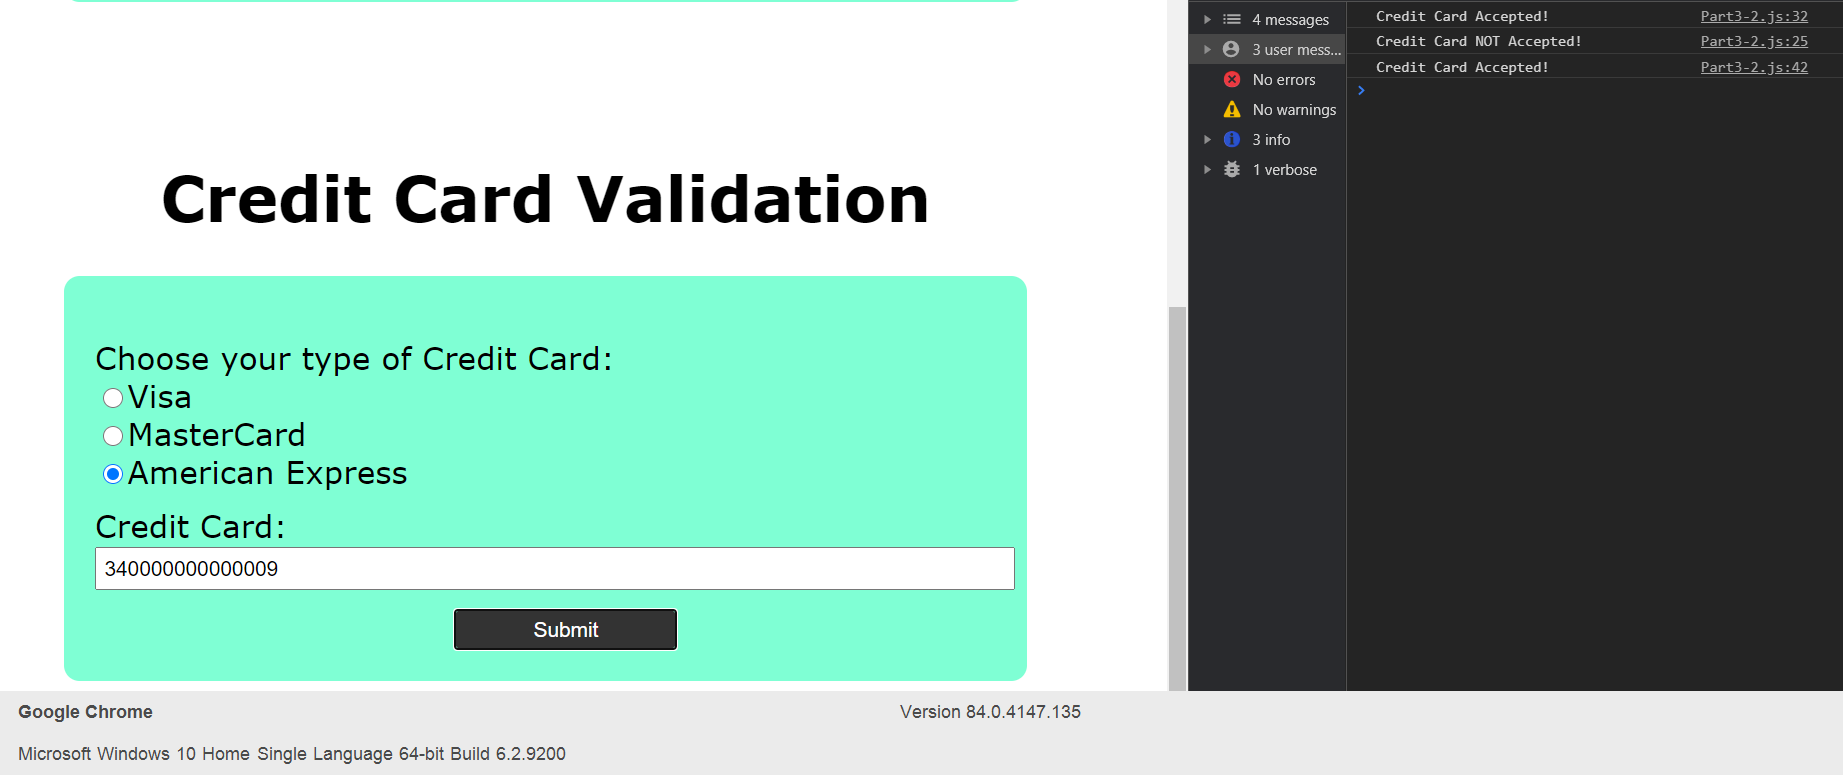 Credit Card Validation
Choose your type of Credit Card:
Visa
MasterCard
American Express
Credit Card:
340000000000009
Submit
4 messages
3 user mess...
No errors
No warnings
3 info
1 verbose
Credit Card Accepted! Part3-2.js:32
Credit Card NOT Accepted! Part3-2.js:25
Credit Card Accepted! Part3-2.js:42
Google Chrome Version 84.0.4147.135
Microsoft Windows 10 Home Single Language 64-bit Build 6.2.9200